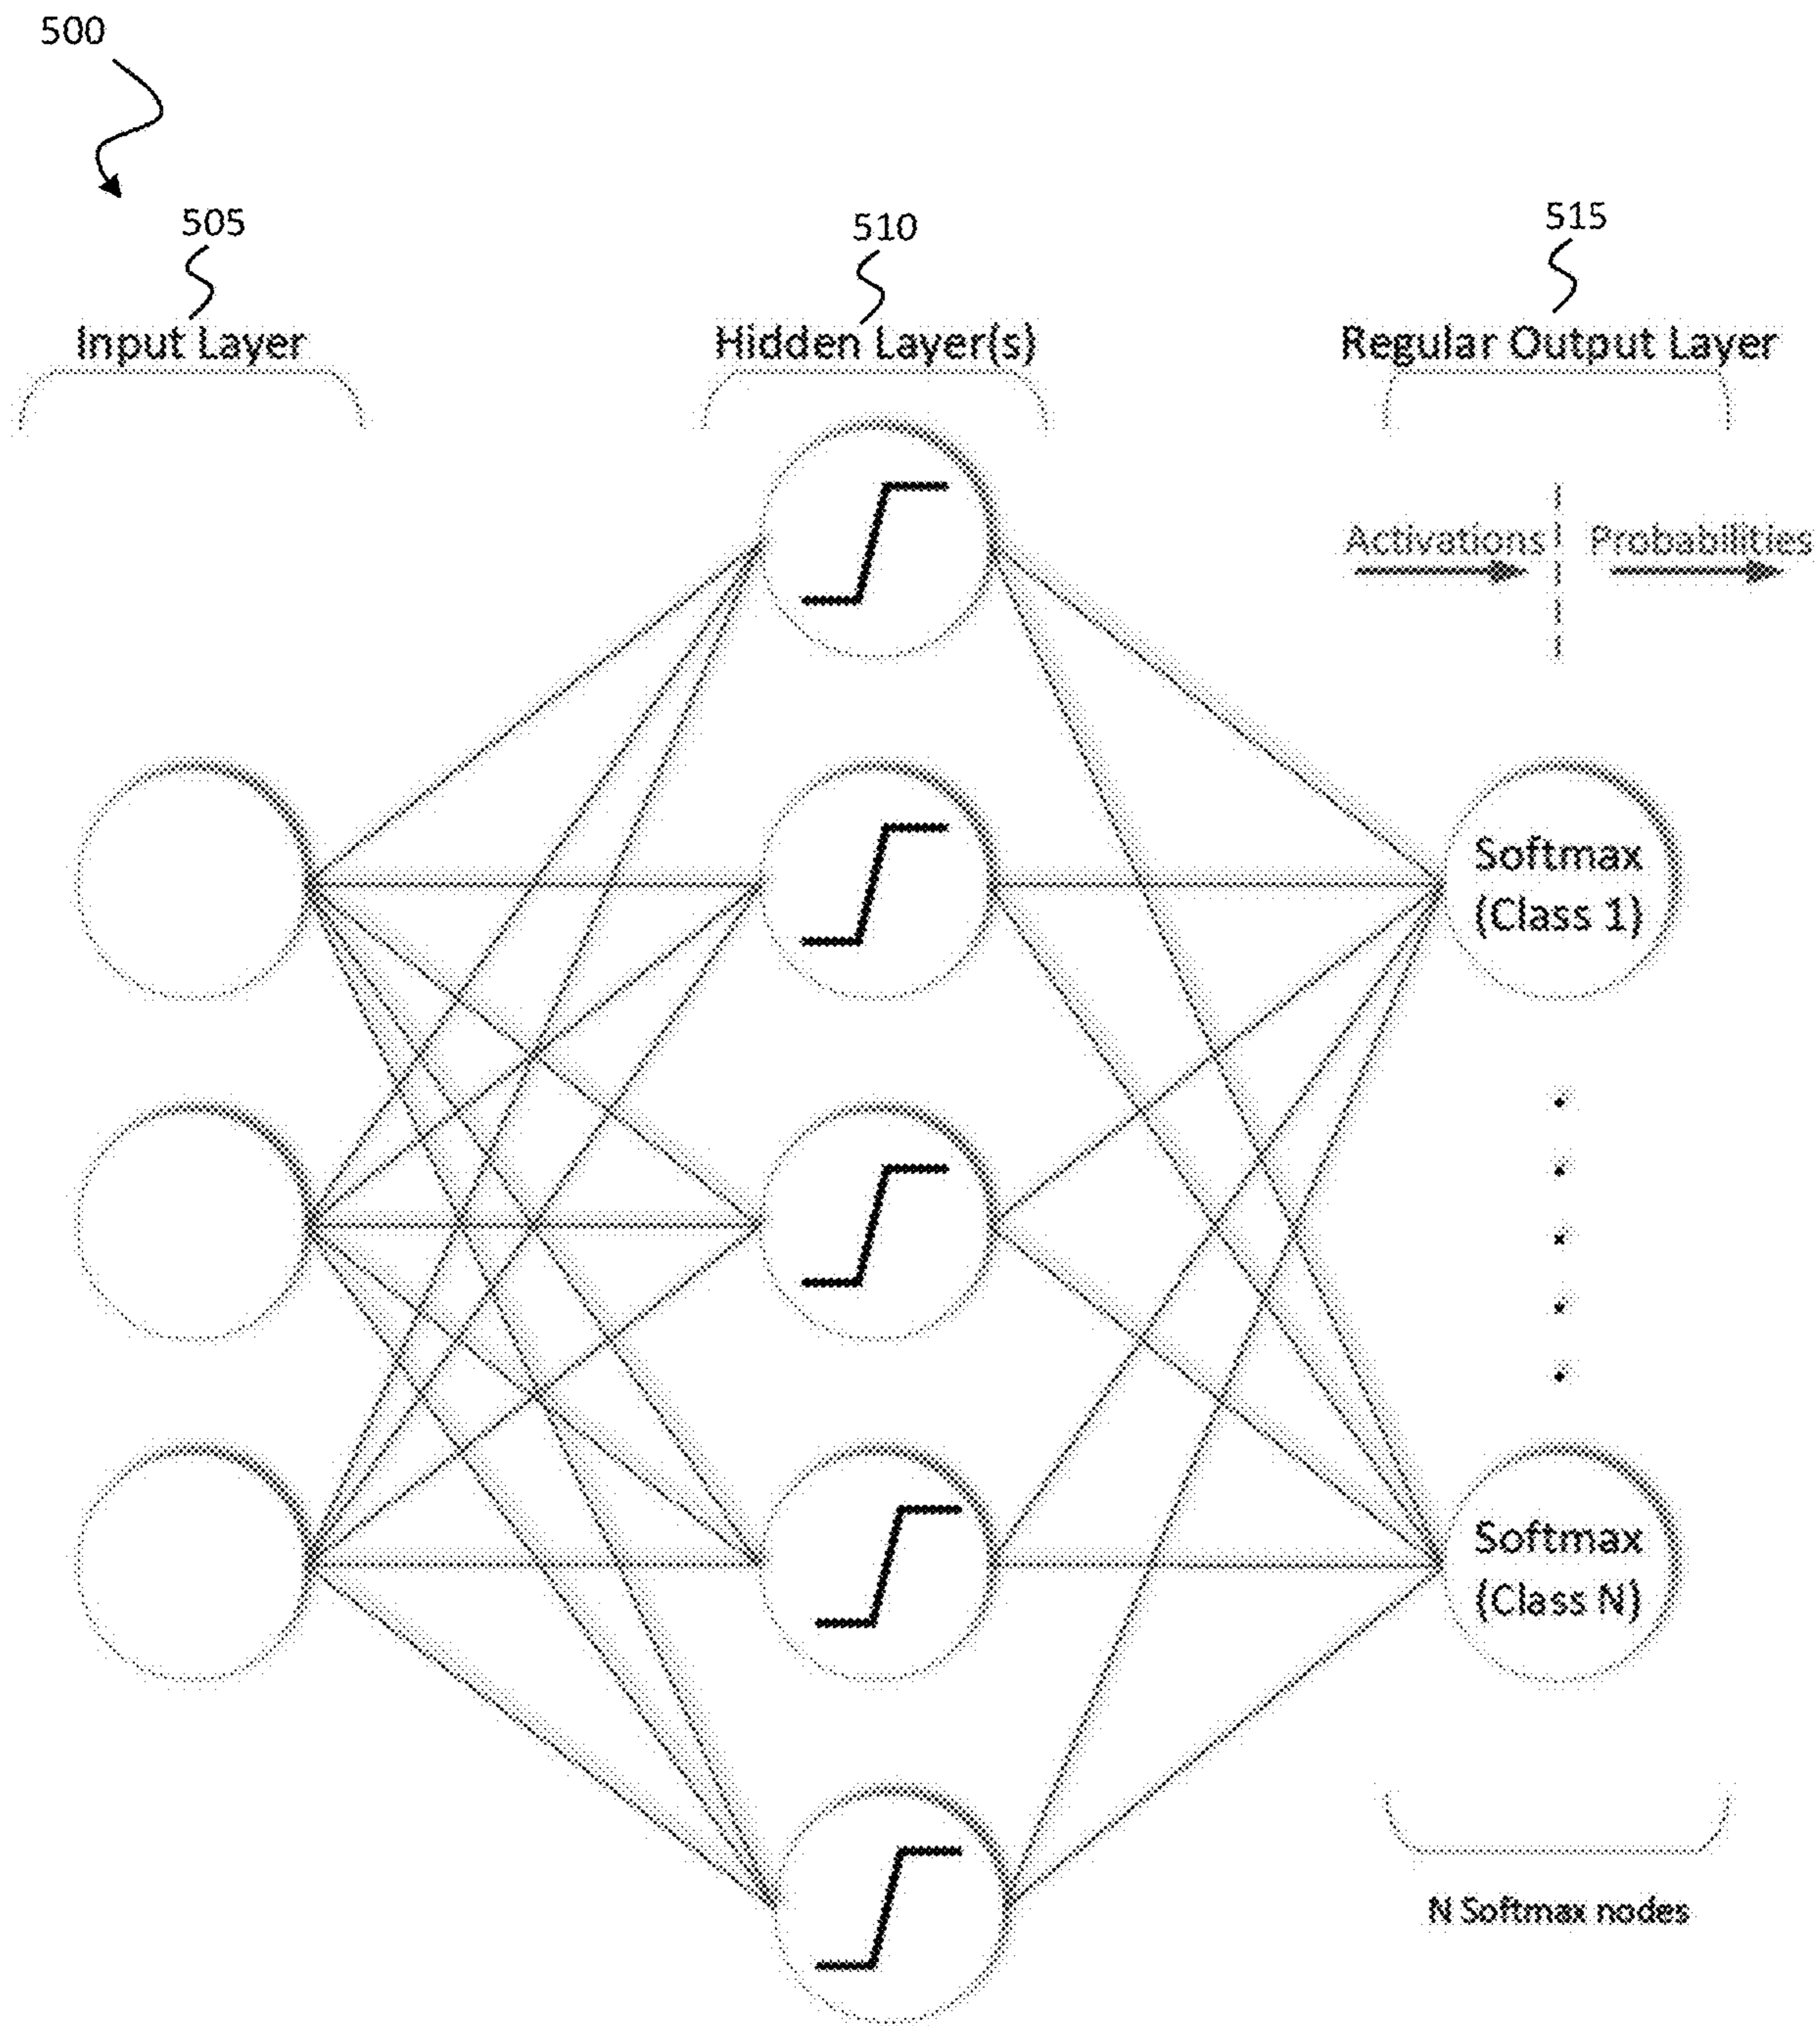 500
505
510
515
Input Layer
Hidden Layer(s)
Regular Output Layer
Activations
Probabilities
Softmax
(Class 1)
Softmax
(Class N)
N Softmax nodes